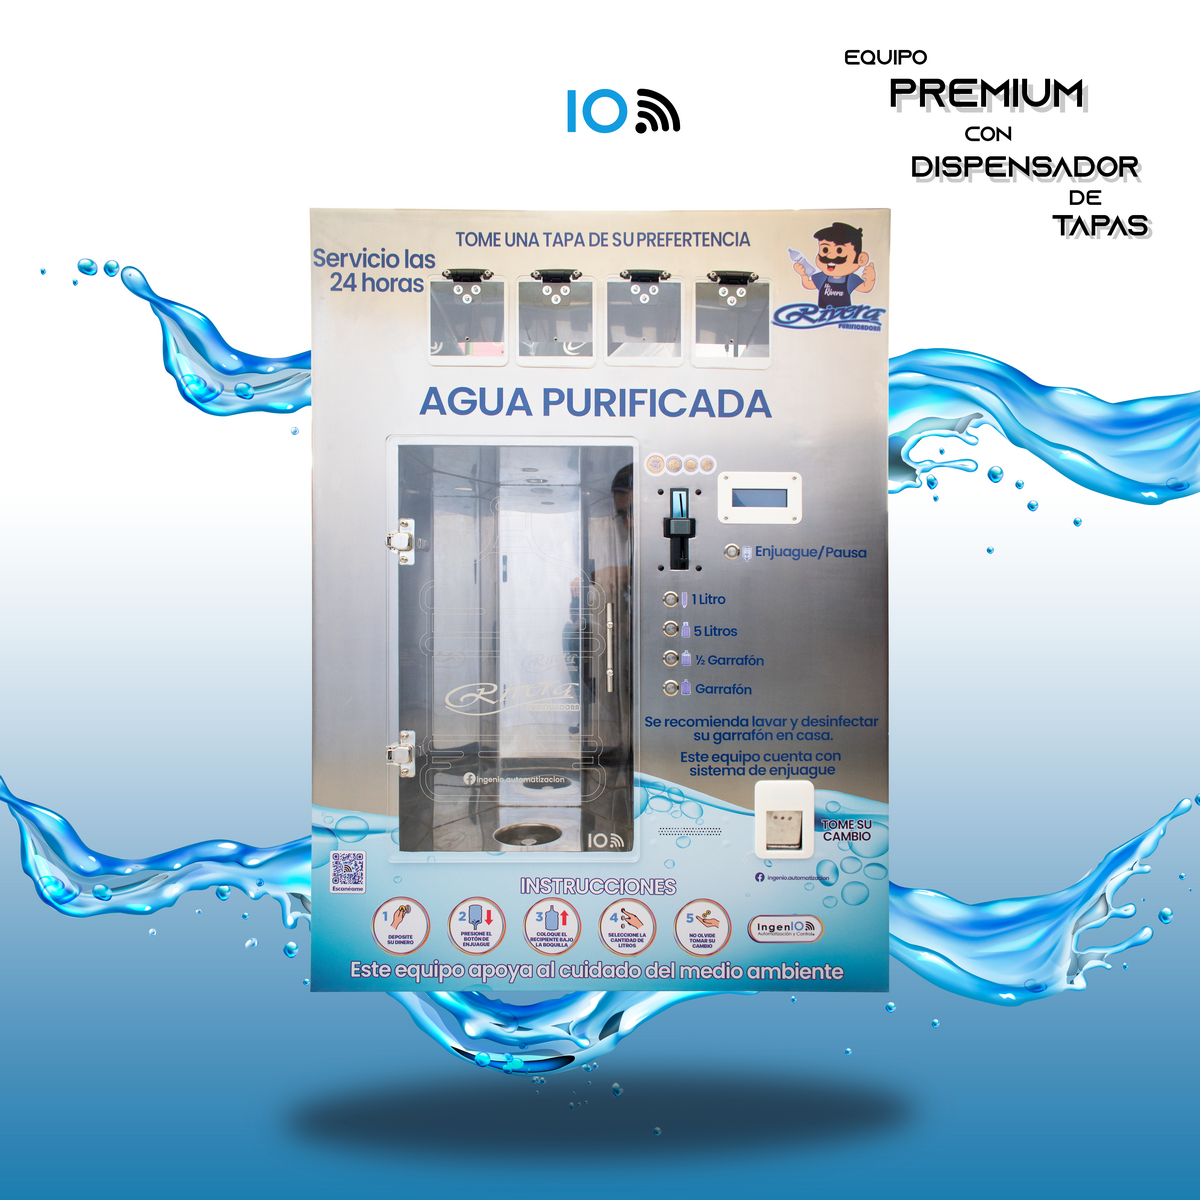 EQUIPO
PREMIUM
CON
DISPENSADOR
DE
TAPAS
IO
TOME UNA TAPA DE SU PREFERTENCIA
Servicio las
24 horas
Rivera
PURIFICADORA
AGUA PURIFICADA
Enjuague/Pausa
1 Litro
5 Litros
½ Garrafón
Garrafón
Se recomienda lavar y desinfectar
su garrafón en casa.
Este equipo cuenta con
sistema de enjuague
Rivera
PURIFICADORA
ingenio.automatizacion
IO
TOME SU
CAMBIO
ingenio.automatizacion
Escanéame
INSTRUCCIONES
1
DEPOSITE
SU DINERO
2
PRESIONE EL
BOTÓN DE
ENJUAGUE
3
COLOQUE EL
RECIPIENTE BAJO
LA BOQUILLA
4
SELECCIONE LA
CANTIDAD DE
LITROS
5
NO OLVIDE
TOMAR SU
CAMBIO
IngenIO
Automatización y Control
Este equipo apoya al cuidado del medio ambiente